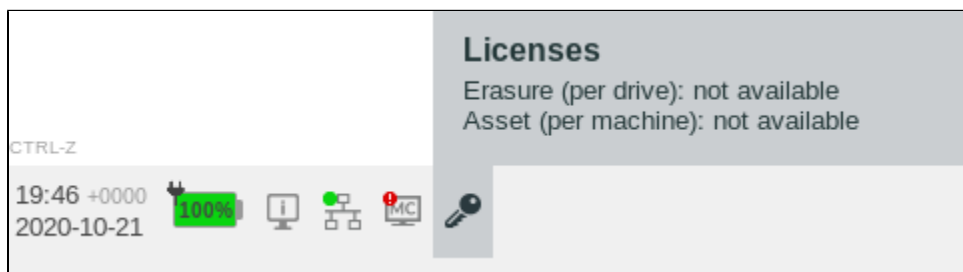 Licenses
Erasure (per drive): not available
Asset (per machine): not available
CTRL-Z
19:46 +0000
2020-10-21
100%
i
MC